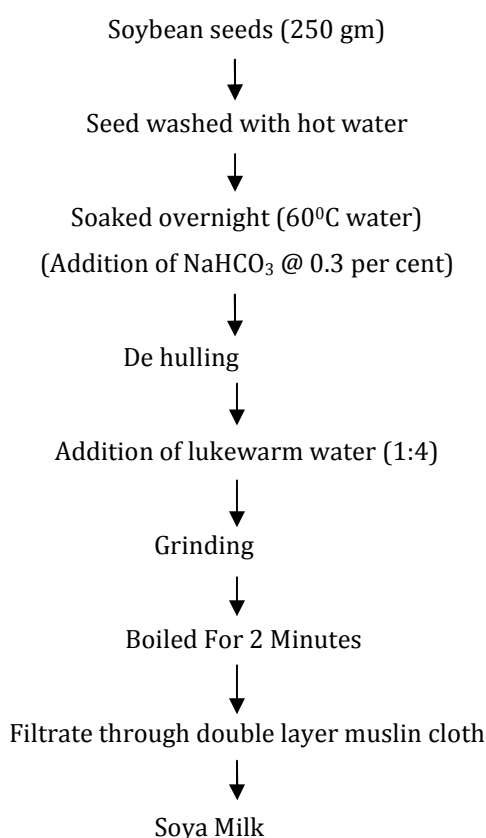 Soybean seeds (250 gm)
Seed washed with hot water
Soaked overnight (60⁰C water)
(Addition of NaHCO₃ @ 0.3 per cent)
De hulling
Addition of lukewarm water (1:4)
Grinding
Boiled For 2 Minutes
Filtrate through double layer muslin cloth
Soya Milk